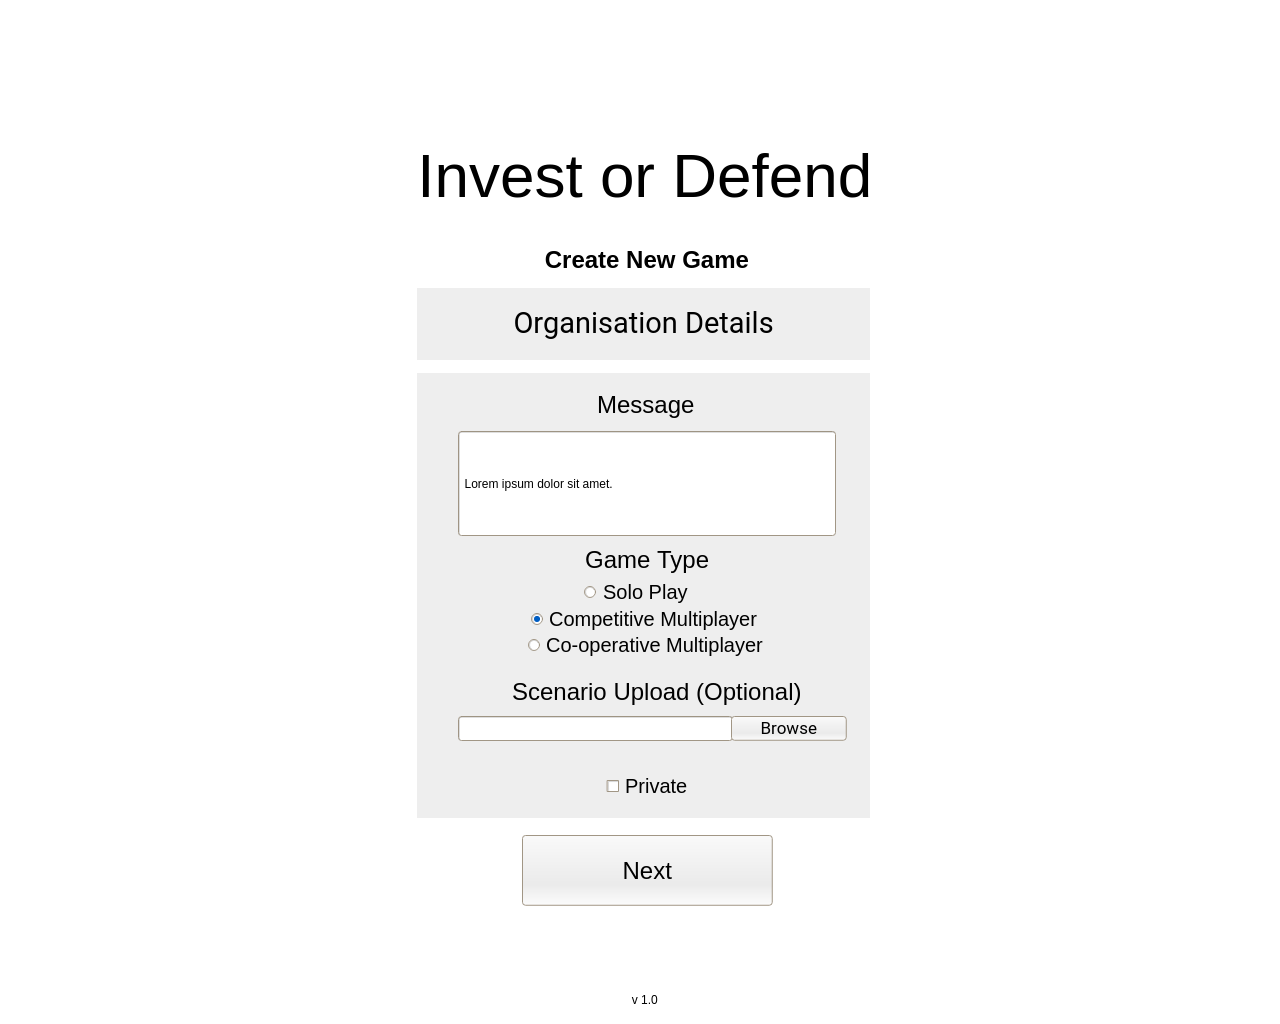 Invest or Defend
Create New Game
Organisation Details
Message
Lorem ipsum dolor sit amet.
Game Type
Solo Play
Competitive Multiplayer
Co-operative Multiplayer
Scenario Upload (Optional)
Browse
Private
Next
v 1.0